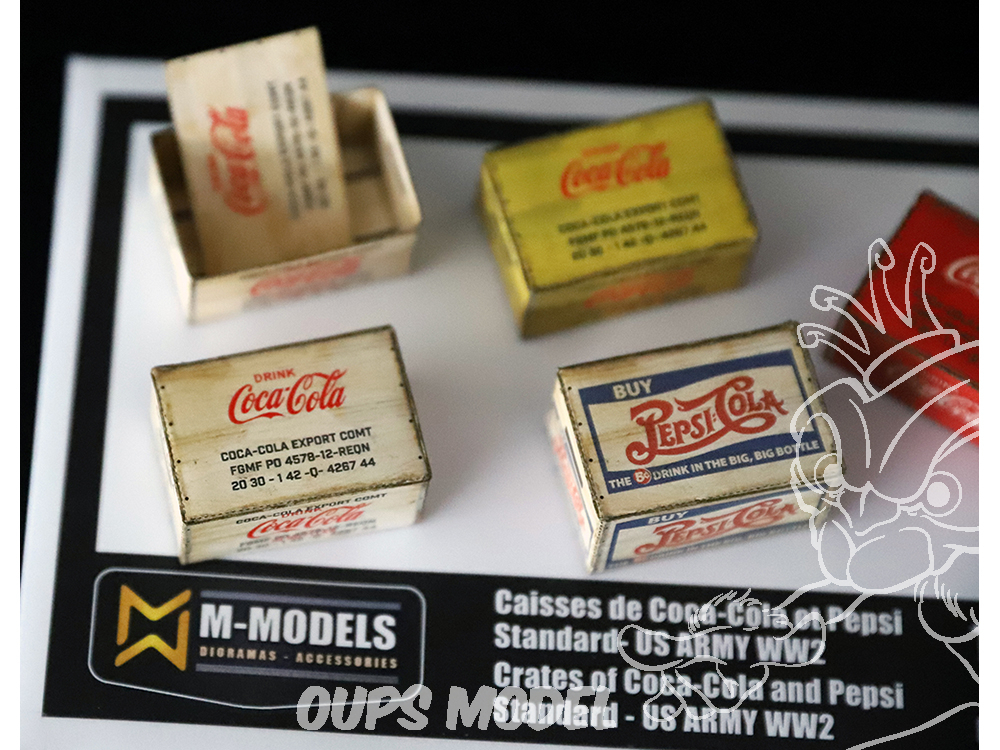 Coca-Cola
DRINK
Coca-Cola
COCA-COLA EXPORT COMT
FGMF PO 4578-12-REQN
20 30 - 1 42 -Q- 4267 44
DRINK
Coca-Cola
COCA-COLA EXPORT COMT
FGMF PO 4578-12-REQN
20 30 - 1 42 -Q- 4267 44
COCA-COLA EXPORT COMT
Coca-Cola
BUY
PEPSI-COLA
THE 5¢ DRINK IN THE BIG, BIG BOTTLE
BUY
PEPSI-COLA
M-MODELS
DIORAMAS - ACCESSORIES
Caisses de Coca-Cola et Pepsi
Standard- US ARMY WW2
Crates of Coca-Cola and Pepsi
Standard - US ARMY WW2
OUPS MODEL